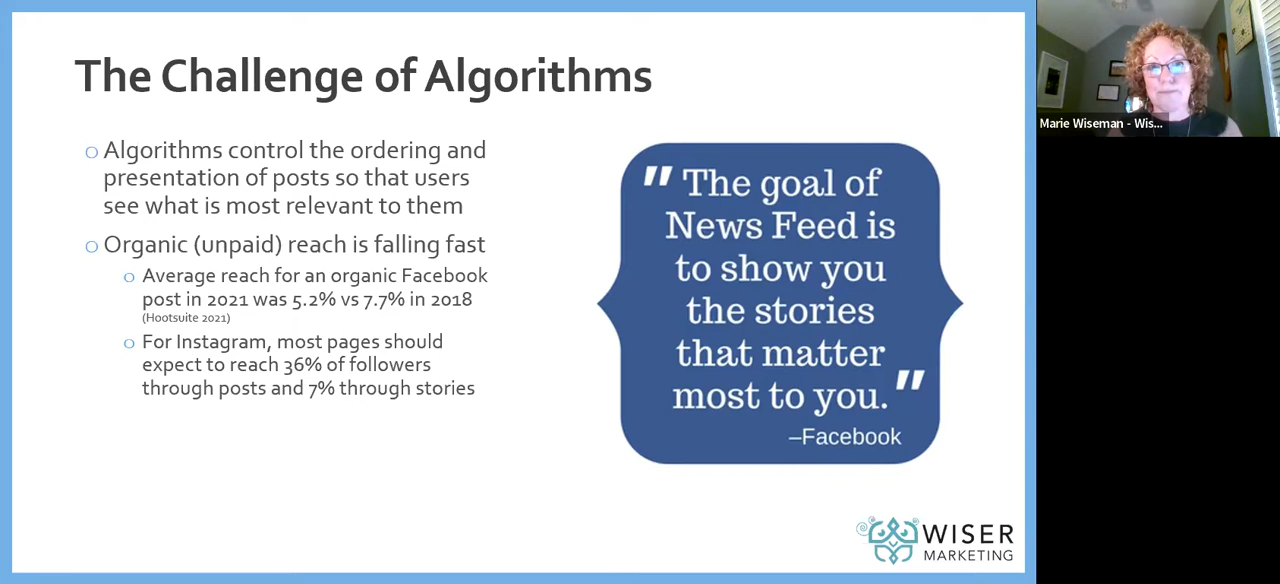 The Challenge of Algorithms
Algorithms control the ordering and
presentation of posts so that users
see what is most relevant to them
Organic (unpaid) reach is falling fast
Average reach for an organic Facebook
post in 2021 was 5.2% vs 7.7% in 2018
(Hootsuite 2021)
For Instagram, most pages should
expect to reach 36% of followers
through posts and 7% through stories
"The goal of
News Feed is
to show you
the stories
that matter
most to you."
–Facebook
WISER
MARKETING
Marie Wiseman - Wis...